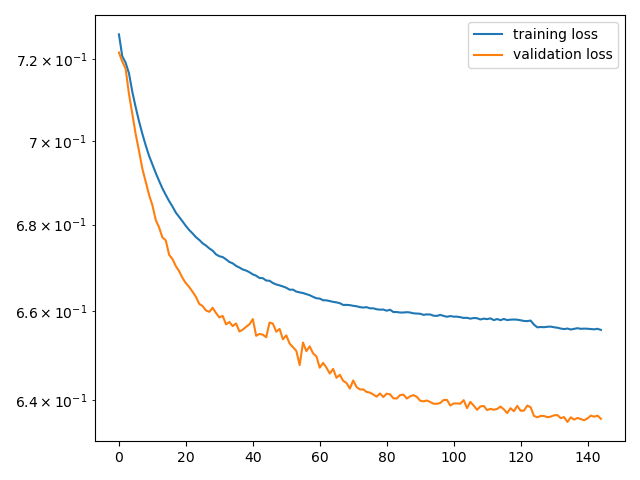 training loss
validation loss
7.2 × 10⁻¹
7 × 10⁻¹
6.8 × 10⁻¹
6.6 × 10⁻¹
6.4 × 10⁻¹
0 20 40 60 80 100 120 140